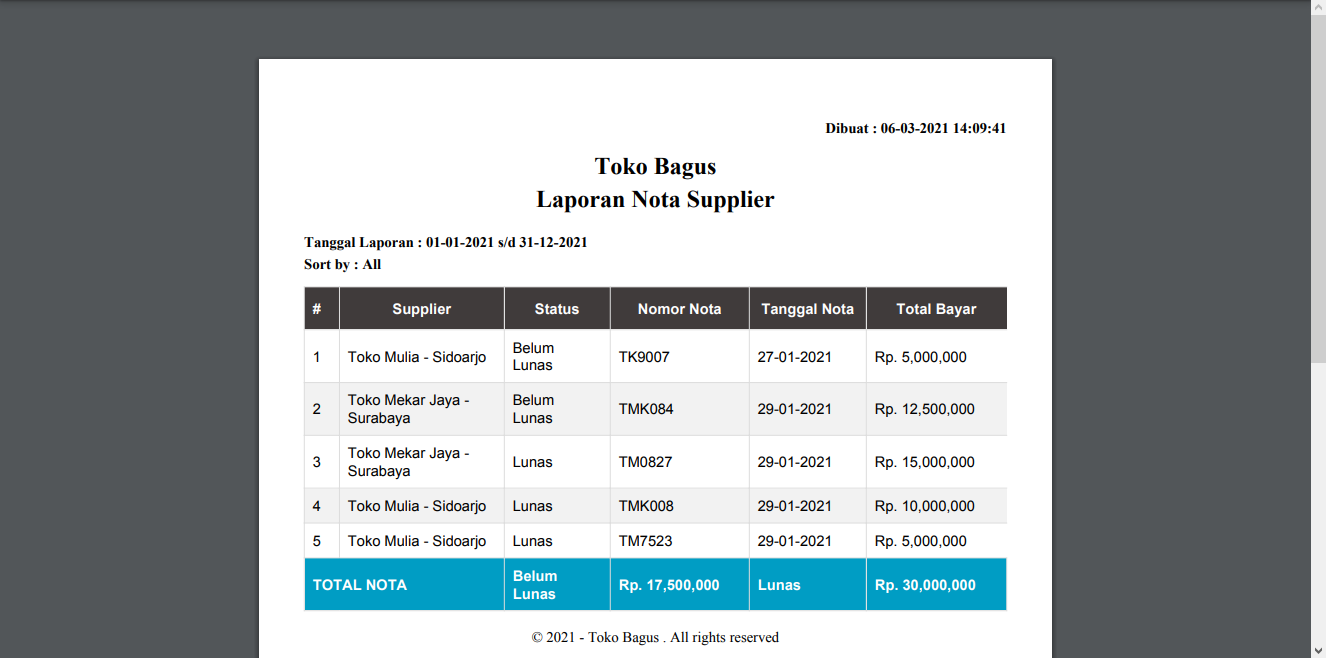 Dibuat : 06-03-2021 14:09:41
Toko Bagus
Laporan Nota Supplier
Tanggal Laporan : 01-01-2021 s/d 31-12-2021
Sort by : All
# Supplier Status Nomor Nota Tanggal Nota Total Bayar
1 Toko Mulia - Sidoarjo Belum Lunas TK9007 27-01-2021 Rp. 5,000,000
2 Toko Mekar Jaya - Surabaya Belum Lunas TMK084 29-01-2021 Rp. 12,500,000
3 Toko Mekar Jaya - Surabaya Lunas TM0827 29-01-2021 Rp. 15,000,000
4 Toko Mulia - Sidoarjo Lunas TMK008 29-01-2021 Rp. 10,000,000
5 Toko Mulia - Sidoarjo Lunas TM7523 29-01-2021 Rp. 5,000,000
TOTAL NOTA Belum Lunas Rp. 17,500,000 Lunas Rp. 30,000,000
© 2021 - Toko Bagus . All rights reserved